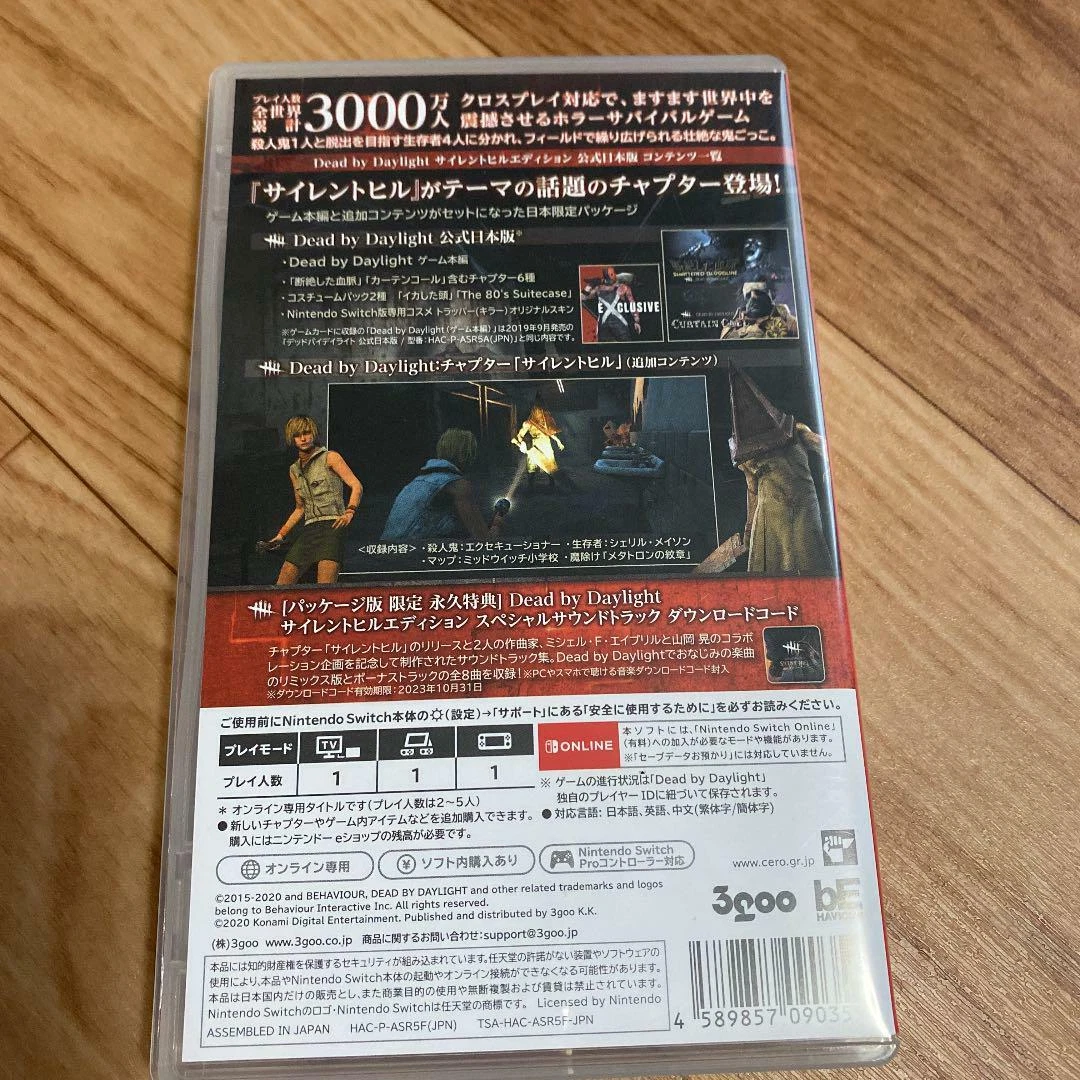 プレイ人数
全世界
累計
3000万人
クロスプレイ対応で、ますます世界中を
震撼させるホラーサバイバルゲーム
殺人鬼1人と脱出を目指す生存者4人に分かれ、フィールドで繰り広げられる壮絶な鬼ごっこ。
Dead by Daylight サイレントヒルエディション 公式日本版 コンテンツ一覧
『サイレントヒル』がテーマの話題のチャプター登場!
ゲーム本編と追加コンテンツがセットになった日本限定パッケージ
Dead by Daylight 公式日本版※
・Dead by Daylight ゲーム本編
・「断絶した血脈」「カーテンコール」含むチャプター6種
・コスチュームパック2種 「イカした頭」「The 80's Suitecase」
・Nintendo Switch版専用コスメ トラッパー(キラー)オリジナルスキン
※ゲームカードに収録の「Dead by Daylight(ゲーム本編)」は2019年9月発売の
「デッドバイデイライト 公式日本版 / 型番:HAC-P-ASR5A(JPN)」と同じ内容です。
EXCLUSIVE
SHATTERED BLOODLINE
CURTAIN CALL
Dead by Daylight:チャプター「サイレントヒル」(追加コンテンツ)
<収録内容> ・殺人鬼:エクセキューショナー ・生存者:シェリル・メイソン
・マップ:ミッドウイッチ小学校 ・魔除け「メタトロンの紋章」
[パッケージ版 限定 永久特典] Dead by Daylight
サイレントヒルエディション スペシャルサウンドトラック ダウンロードコード
チャプター「サイレントヒル」のリリースと2人の作曲家、ミシェル・F・エイプリルと山岡 晃のコラボ
レーション企画を記念して制作されたサウンドトラック集。Dead by Daylightでおなじみの楽曲
のリミックス版とボーナストラックの全8曲を収録!※PCやスマホで聴ける音楽ダウンロードコード封入
※ダウンロードコード有効期限:2023年10月31日
ご使用前にNintendo Switch本体の(設定)→「サポート」にある「安全に使用するために」を必ずお読みください。
プレイモード
TV
プレイ人数
1
1
1
ONLINE
本ソフトには、「Nintendo Switch Online」
(有料)への加入が必要なモードや機能があります。
※「セーブデータお預かり」には対応していません。
* オンライン専用タイトルです(プレイ人数は2〜5人)
● 新しいチャプターやゲーム内アイテムなどを追加購入できます。
購入にはニンテンドーeショップの残高が必要です。
※ ゲームの進行状況は「Dead by Daylight」
独自のプレイヤーIDに紐づいて保存されます。
● 対応言語: 日本語、英語、中文(繁体字/簡体字)
オンライン専用
ソフト内購入あり
Nintendo Switch
Proコントローラー対応
www.cero.gr.jp
©2015-2020 and BEHAVIOUR, DEAD BY DAYLIGHT and other related trademarks and logos
belong to Behaviour Interactive Inc. All rights reserved.
©2020 Konami Digital Entertainment. Published and distributed by 3goo K.K.
3goo
bE
HAVIOUR
(株)3goo www.3goo.co.jp 商品に関するお問い合わせ:support@3goo.jp
本品には知的財産権を保護するセキュリティが組み込まれています。任天堂の許諾がない装置やソフトウェアの
使用により、本品やNintendo Switch本体の起動やオンライン接続ができなくなる可能性があります。
本品は日本国内だけの販売とし、また商業目的の使用や無断複製および賃貸は禁止されています。
Nintendo Switchのロゴ・Nintendo Switchは任天堂の商標です。 Licensed by Nintendo
ASSEMBLED IN JAPAN HAC-P-ASR5F(JPN) TSA-HAC-ASR5F-JPN
4 589857 09035